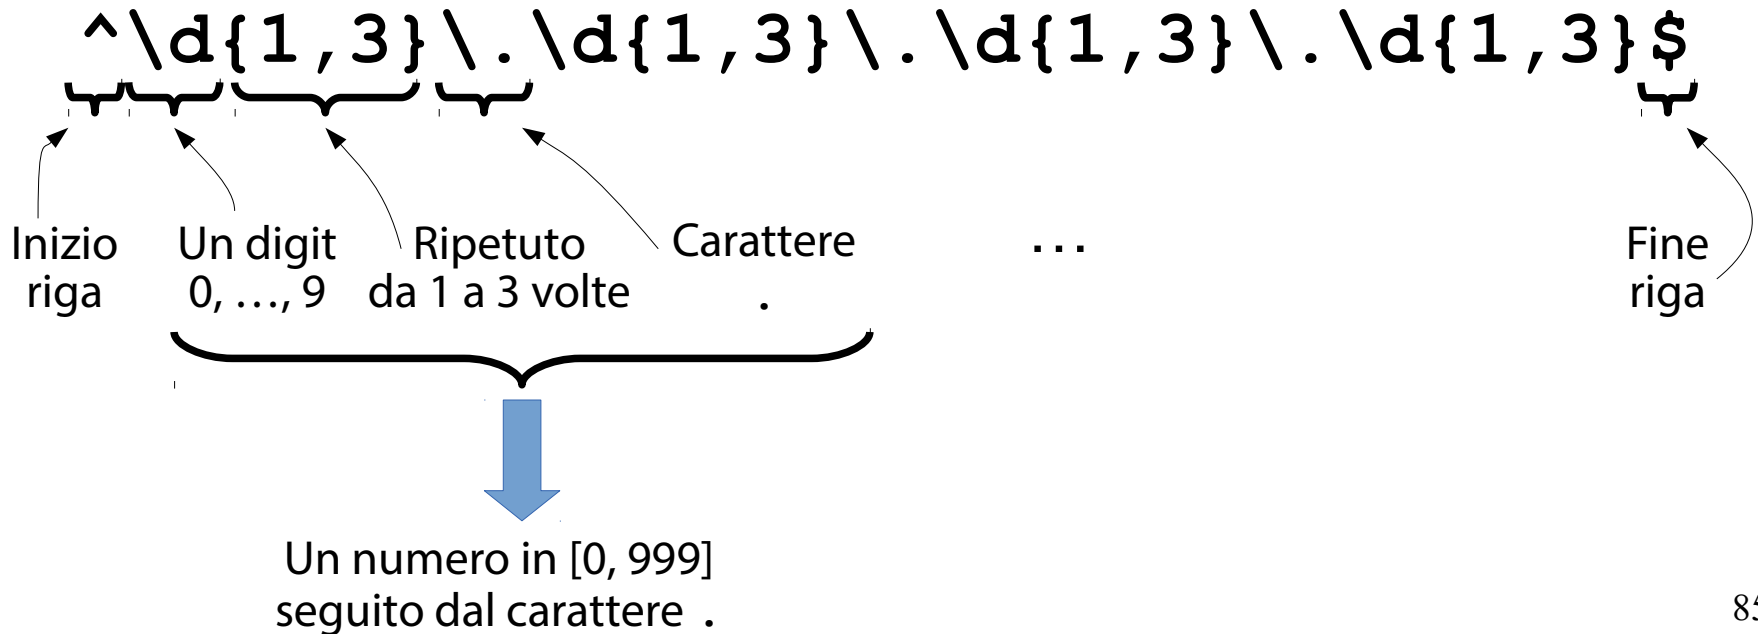 ^\d{1,3}\.\d{1,3}\.\d{1,3}\.\d{1,3}$
Inizio
riga
Un digit
0, …, 9
Ripetuto
da 1 a 3 volte
Carattere
.
...
Fine
riga
Un numero in [0, 999]
seguito dal carattere .
85